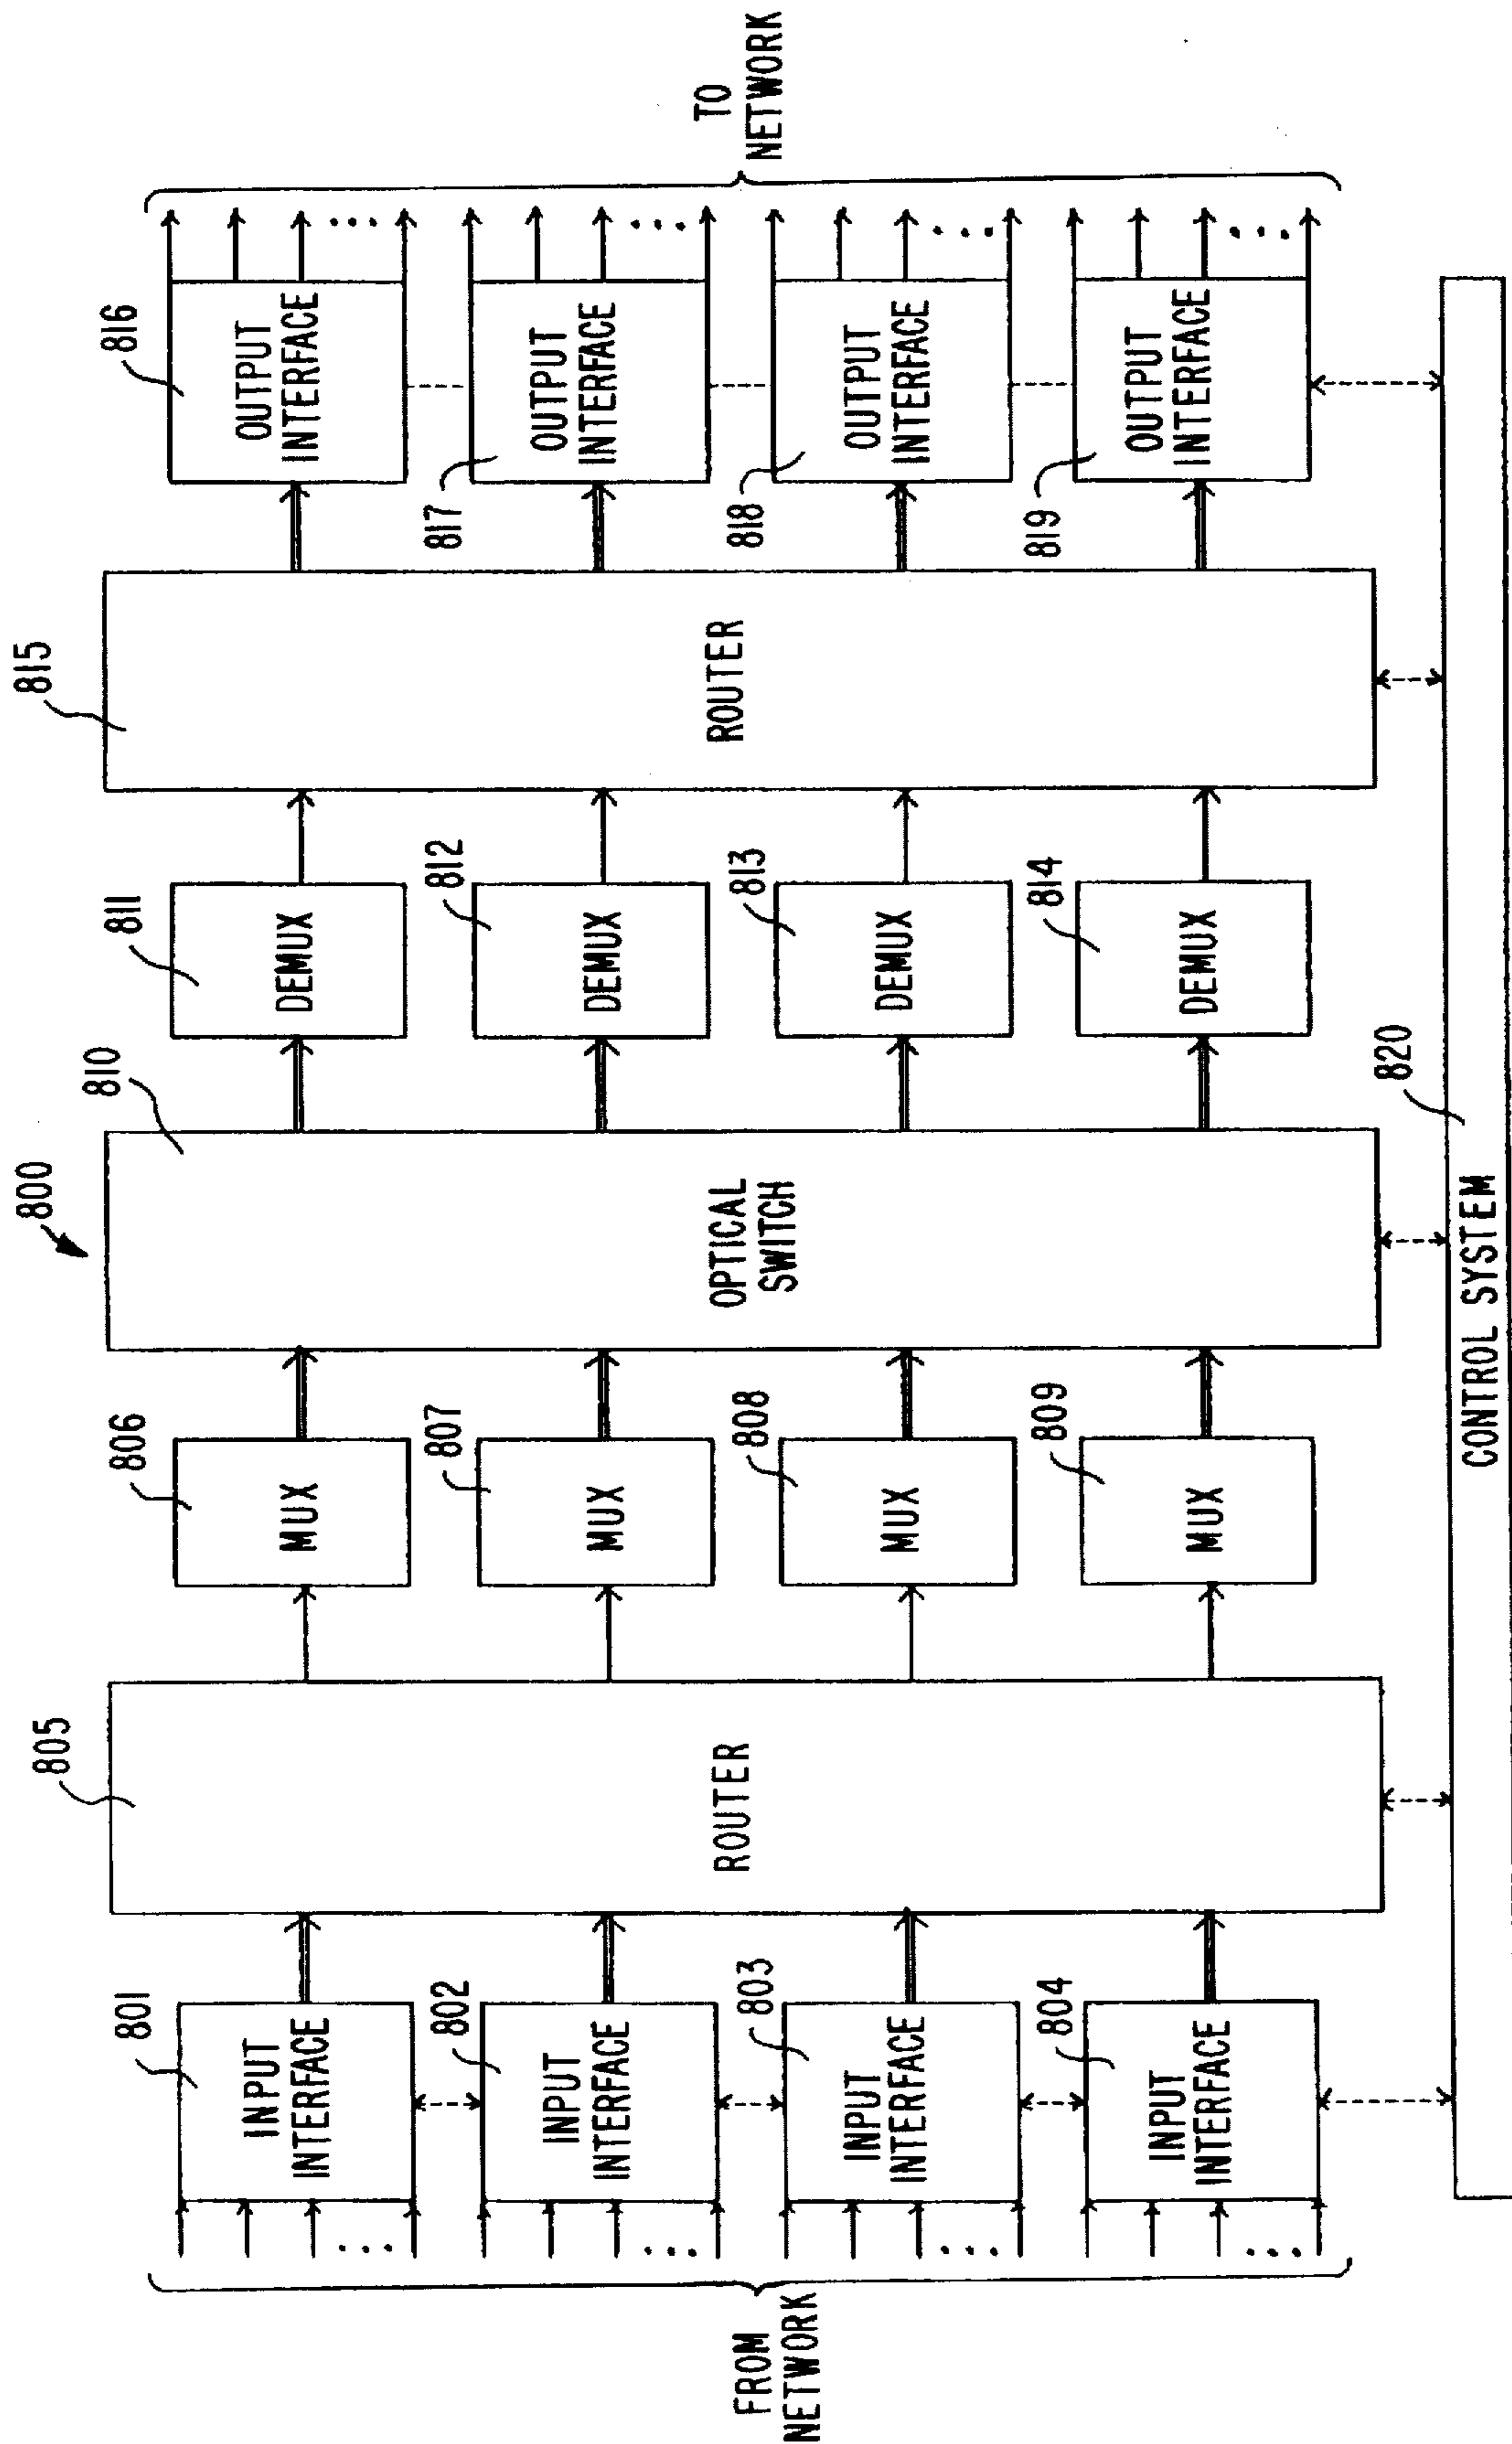 800
FROM
NETWORK
801
INPUT
INTERFACE
802
INPUT
INTERFACE
803
INPUT
INTERFACE
804
INPUT
INTERFACE
805
ROUTER
806
MUX
807
MUX
808
MUX
809
MUX
810
OPTICAL
SWITCH
811
DEMUX
812
DEMUX
813
DEMUX
814
DEMUX
815
ROUTER
816
OUTPUT
INTERFACE
817
OUTPUT
INTERFACE
818
OUTPUT
INTERFACE
819
OUTPUT
INTERFACE
TO
NETWORK
820
CONTROL SYSTEM